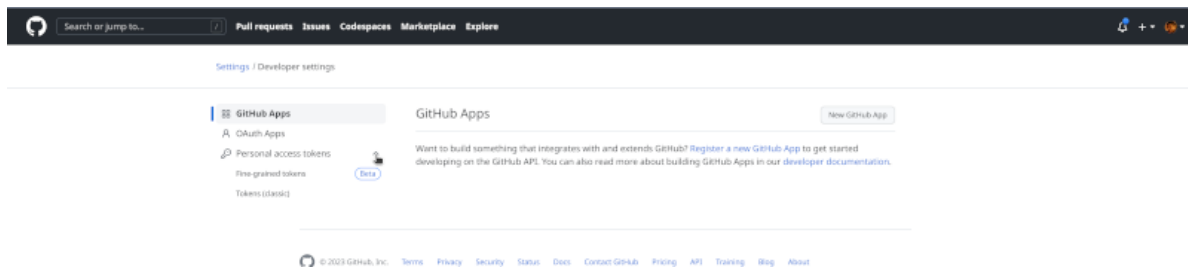 Search or jump to... / Pull requests Issues Codespaces Marketplace Explore
Settings / Developer settings
GitHub Apps
OAuth Apps
Personal access tokens
Fine-grained tokens Beta
Tokens (classic)
GitHub Apps New GitHub App
Want to build something that integrates with and extends GitHub? Register a new GitHub App to get started
developing on the GitHub API. You can also read more about building GitHub Apps in our developer documentation.
© 2023 GitHub, Inc. Terms Privacy Security Status Docs Contact GitHub Pricing API Training Blog About